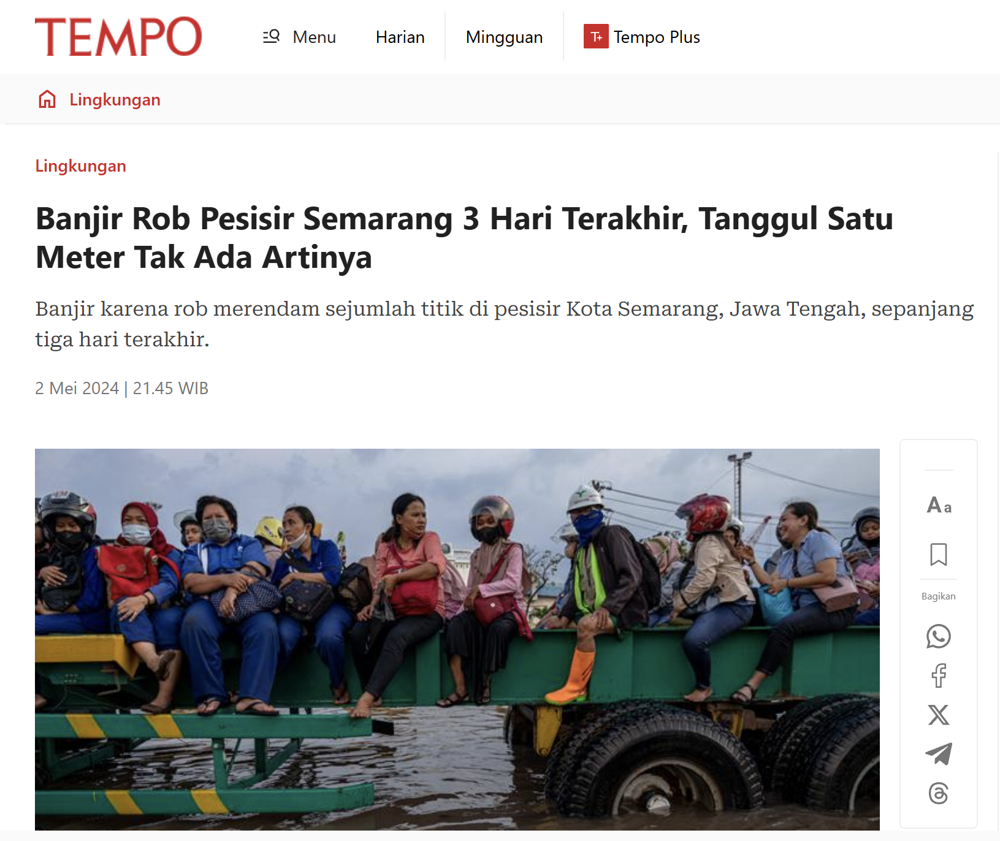 TEMPO
Menu
Harian
Mingguan
T+ Tempo Plus
Lingkungan
Lingkungan
Banjir Rob Pesisir Semarang 3 Hari Terakhir, Tanggul Satu
Meter Tak Ada Artinya
Banjir karena rob merendam sejumlah titik di pesisir Kota Semarang, Jawa Tengah, sepanjang
tiga hari terakhir.
2 Mei 2024 | 21.45 WIB
Aa
Bagikan